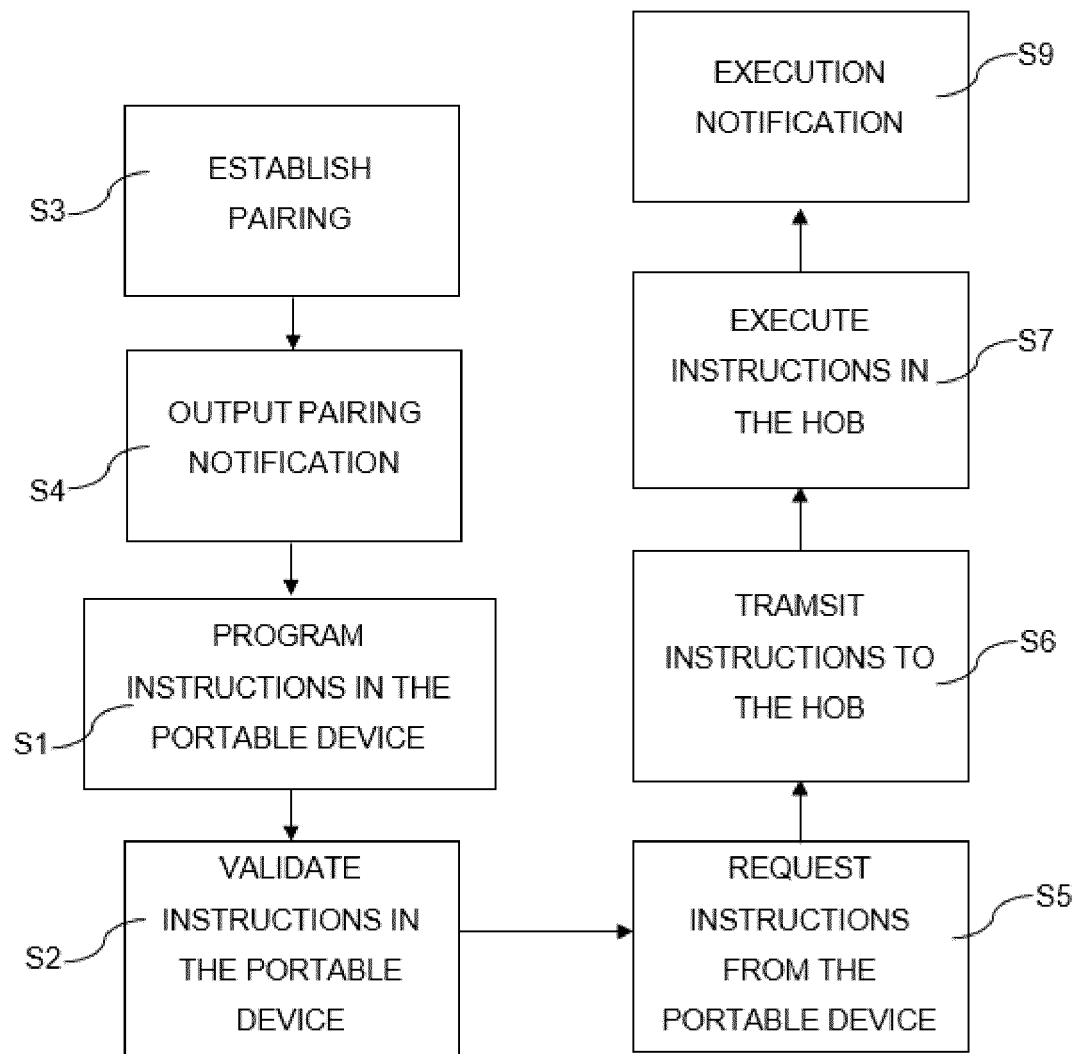 ESTABLISH
PAIRING
S3
OUTPUT PAIRING
NOTIFICATION
S4
PROGRAM
INSTRUCTIONS IN THE
PORTABLE DEVICE
S1
VALIDATE
INSTRUCTIONS IN
THE PORTABLE
DEVICE
S2
REQUEST
INSTRUCTIONS
FROM THE
PORTABLE DEVICE
S5
TRAMSIT
INSTRUCTIONS TO
THE HOB
S6
EXECUTE
INSTRUCTIONS IN
THE HOB
S7
EXECUTION
NOTIFICATION
S9